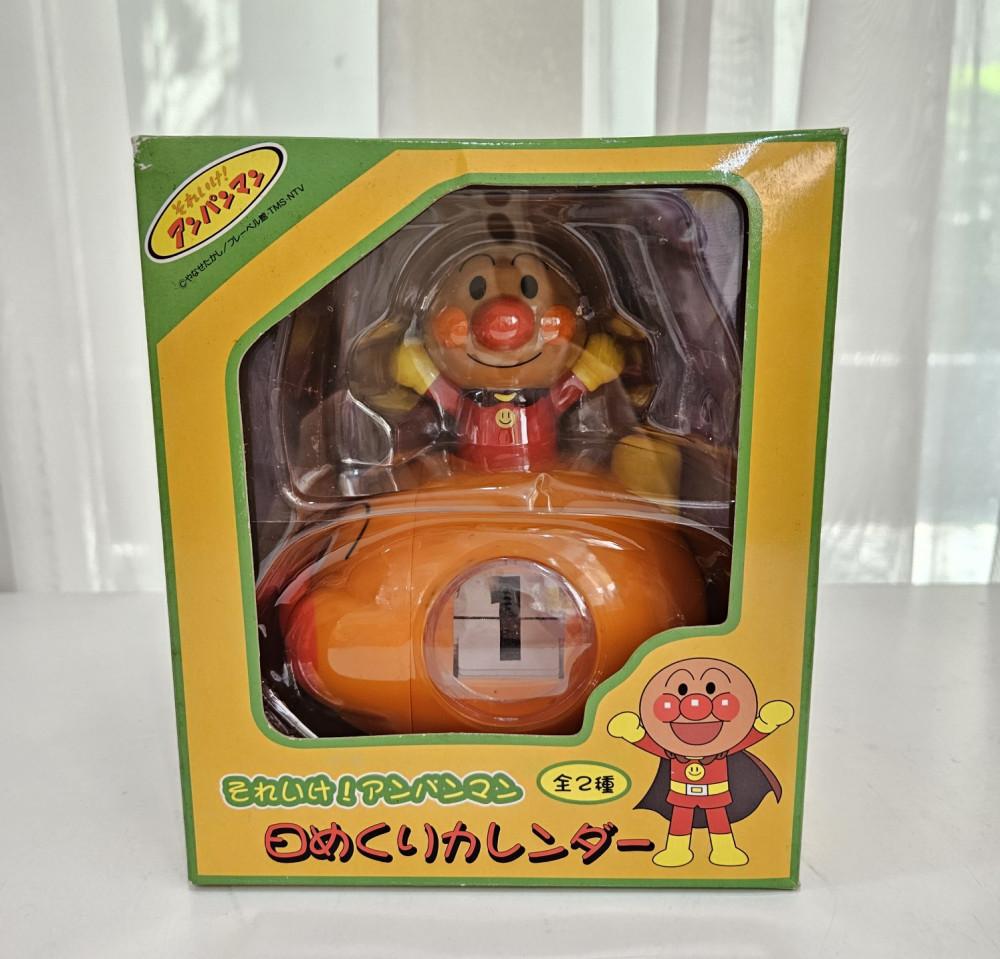 それいけ!
アンパンマン
©やなせたかし/フレーベル館・TMS・NTV
1
それいけ!アンパンマン
全2種
日めくりカレンダー